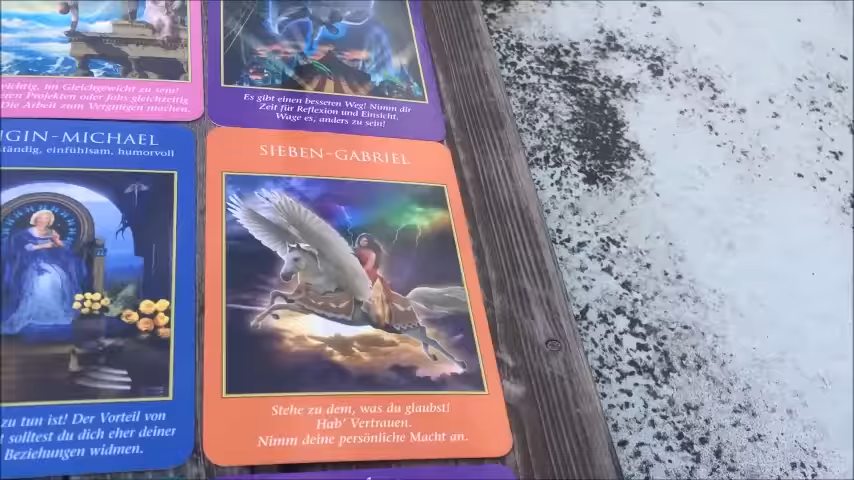 wichtig, im Gleichgewicht zu sein!
eren Projekten oder Jobs gleichzeitig
Die Arbeit zum Vergnügen machen.
Es gibt einen besseren Weg! Nimm dir
Zeit für Reflexion und Einsicht.
Wage es, anders zu sein!
IGIN-MICHAEL
tändig, einfühlsam, humorvoll
zu tun ist! Der Vorteil von
solltest du dich eher deiner
Beziehungen widmen.
SIEBEN-GABRIEL
Stehe zu dem, was du glaubst!
Hab' Vertrauen.
Nimm deine persönliche Macht an.